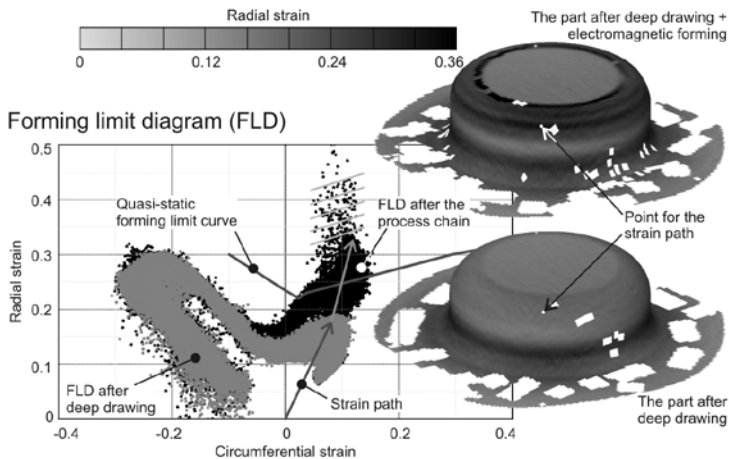 Radial strain
0 0.12 0.24 0.36
The part after deep drawing +
electromagnetic forming
Forming limit diagram (FLD)
0,5
0.4
0.3
0.2
0.1
0
Radial strain
Quasi-static
forming limit curve
FLD after the
process chain
Point for the
strain path
FLD after
deep drawing
Strain path
The part after
deep drawing
-0.4 -0.2 0 0.2 0.4
Circumferential strain